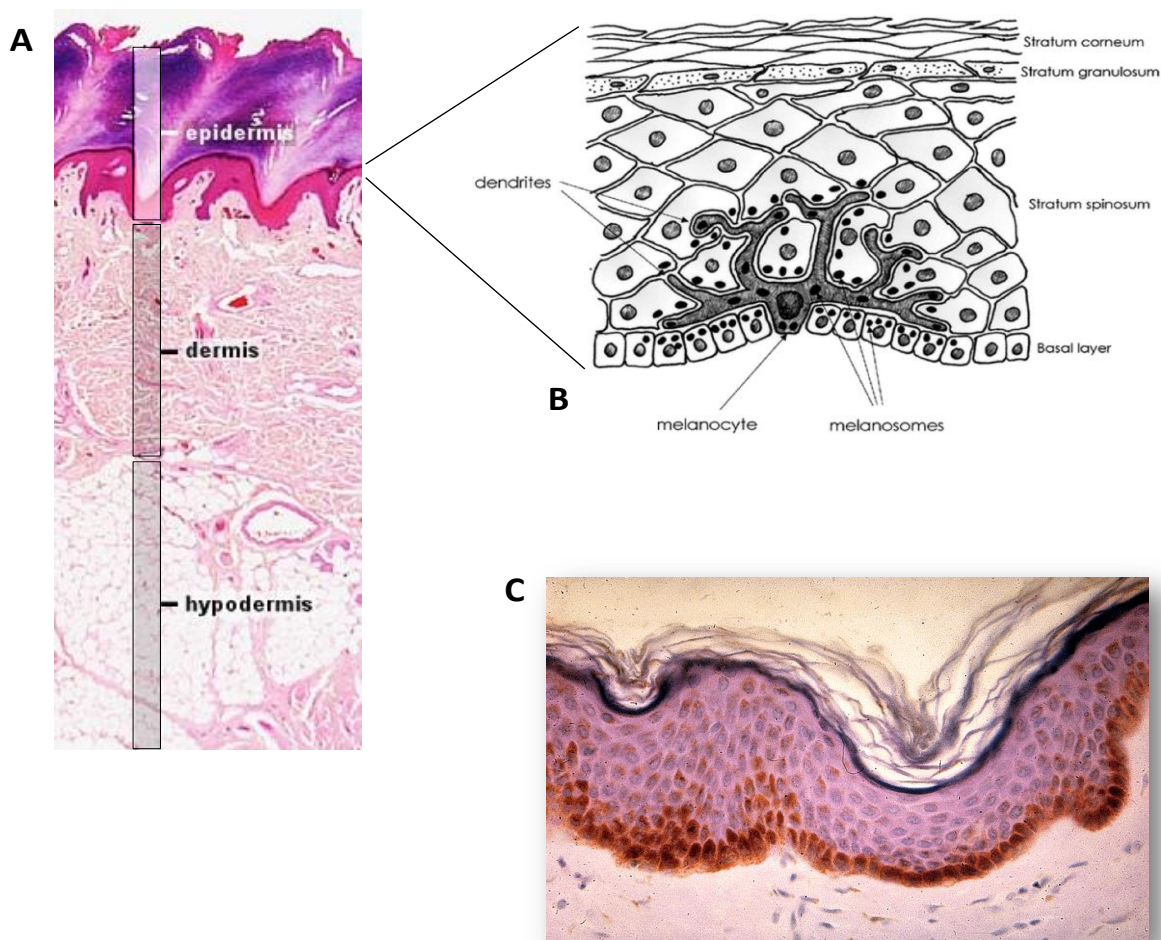 A
epidermis
dermis
hypodermis
Stratum corneum
Stratum granulosum
dendrites
Stratum spinosum
Basal layer
B
melanocyte
melanosomes
C